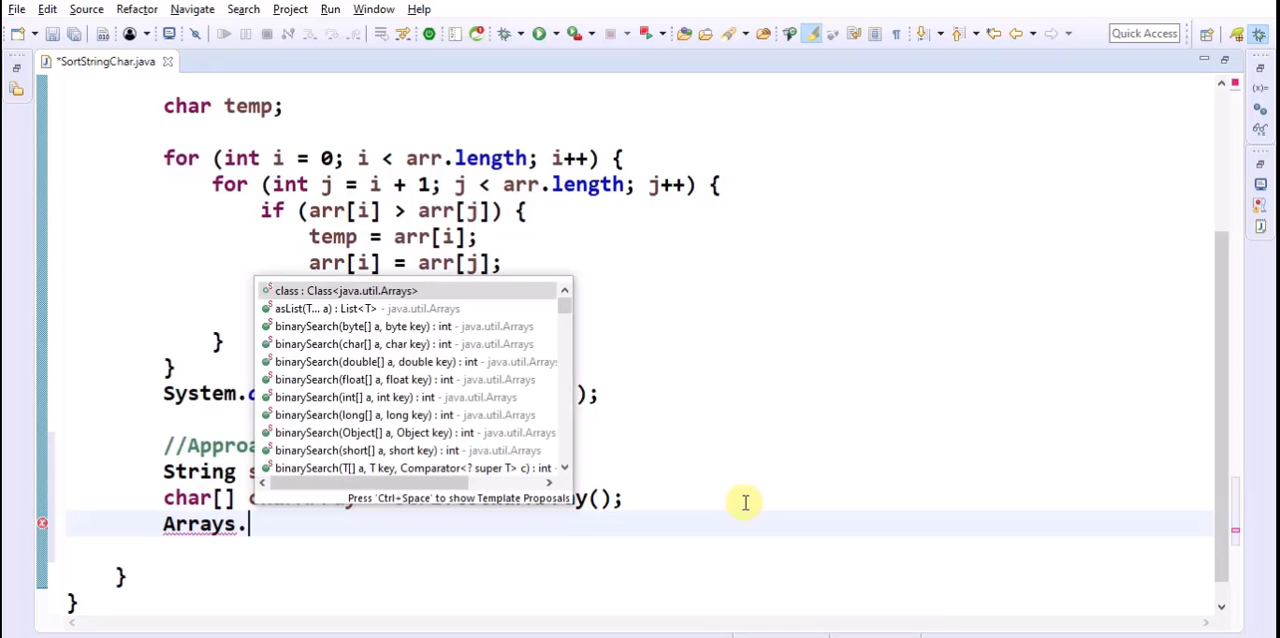 File Edit Source Refactor Navigate Search Project Run Window Help
Quick Access
*SortStringChar.java
char temp;
for (int i = 0; i < arr.length; i++) {
for (int j = i + 1; j < arr.length; j++) {
if (arr[i] > arr[j]) {
temp = arr[i];
arr[i] = arr[j];
class : Class<java.util.Arrays>
asList(T... a) : List<T> - java.util.Arrays
binarySearch(byte[] a, byte key) : int - java.util.Arrays
binarySearch(char[] a, char key) : int - java.util.Arrays
}
binarySearch(double[] a, double key) : int - java.util.Arrays
}
binarySearch(float[] a, float key) : int - java.util.Arrays
System. );
binarySearch(int[] a, int key) : int - java.util.Arrays
binarySearch(long[] a, long key) : int - java.util.Arrays
binarySearch(Object[] a, Object key) : int - java.util.Arrays
//Approa
binarySearch(short[] a, short key) : int - java.util.Arrays
binarySearch(T[] a, T key, Comparator<? super T> c) : int -
String s
Press 'Ctrl+Space' to show Template Proposals
char[] y();
Arrays.
}
}